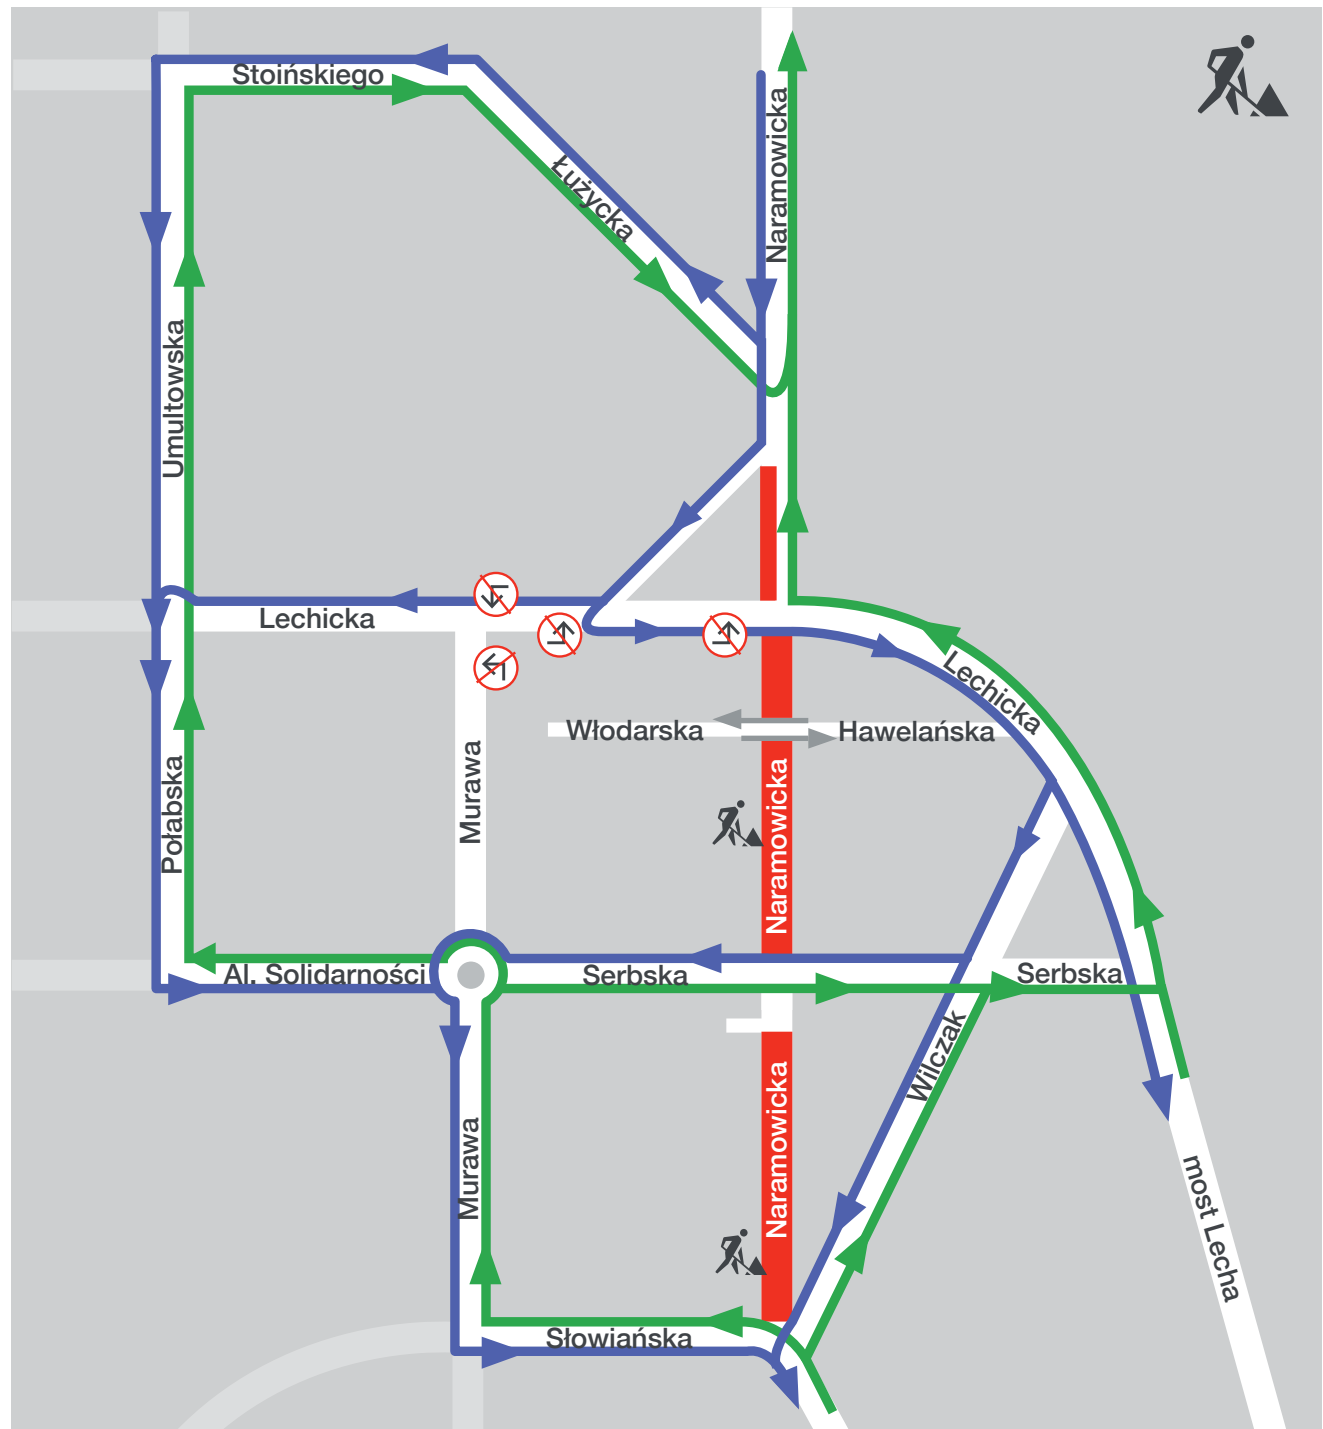 Stoińskiego
Naramowicka
Łużycka
Umultowska
Lechicka
Lechicka
Włodarska
Hawelańska
Murawa
Połabska
Naramowicka
Al. Solidarności
Serbska
Serbska
Wilczak
Murawa
Naramowicka
most Lecha
Słowiańska